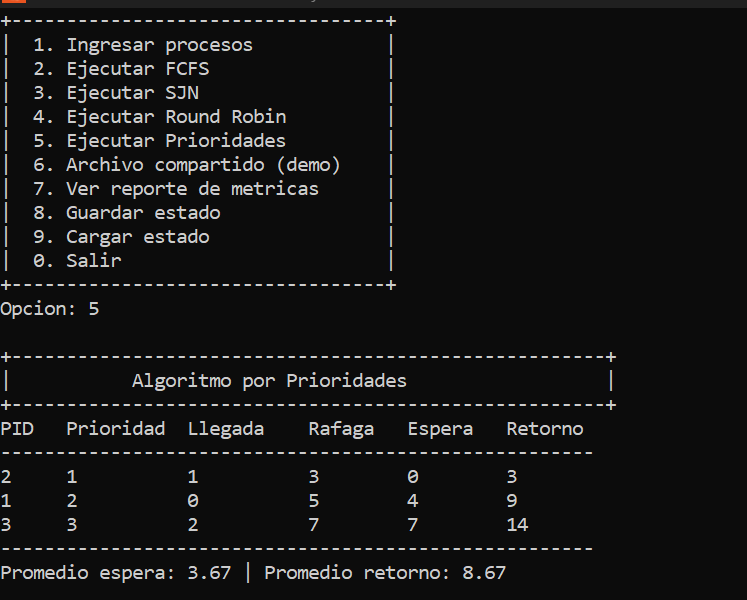 +----------------------------------+
|  1. Ingresar procesos            |
|  2. Ejecutar FCFS                |
|  3. Ejecutar SJN                 |
|  4. Ejecutar Round Robin         |
|  5. Ejecutar Prioridades         |
|  6. Archivo compartido (demo)    |
|  7. Ver reporte de metricas      |
|  8. Guardar estado               |
|  9. Cargar estado                |
|  0. Salir                        |
+----------------------------------+
Opcion: 5
+------------------------------------------------------+
|           Algoritmo por Prioridades                  |
+------------------------------------------------------+
PID   Prioridad  Llegada    Rafaga   Espera   Retorno
------------------------------------------------------
2     1          1          3        0        3
1     2          0          5        4        9
3     3          2          7        7        14
------------------------------------------------------
Promedio espera: 3.67 | Promedio retorno: 8.67